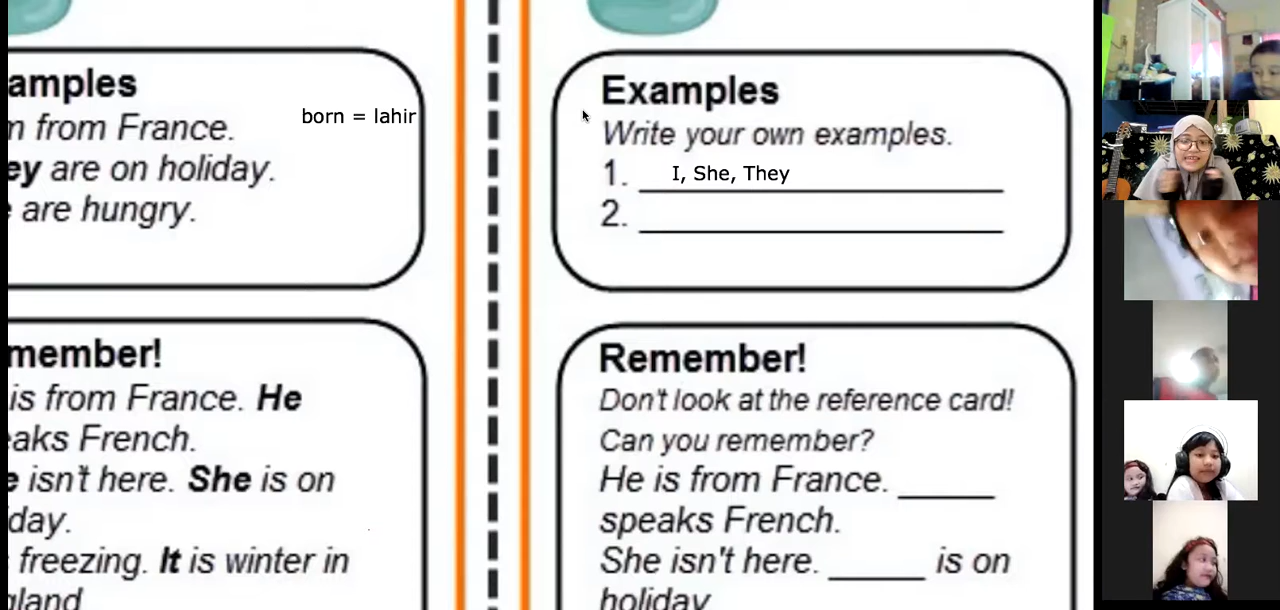 amples
born = lahir
m from France.
ey are on holiday.
are hungry.
member!
is from France. He
eaks French.
e isn't here. She is on
day.
freezing. It is winter in
gland
Examples
Write your own examples.
1. I, She, They
2.
Remember!
Don't look at the reference card!
Can you remember?
He is from France. ______
speaks French.
She isn't here. ______ is on
holiday